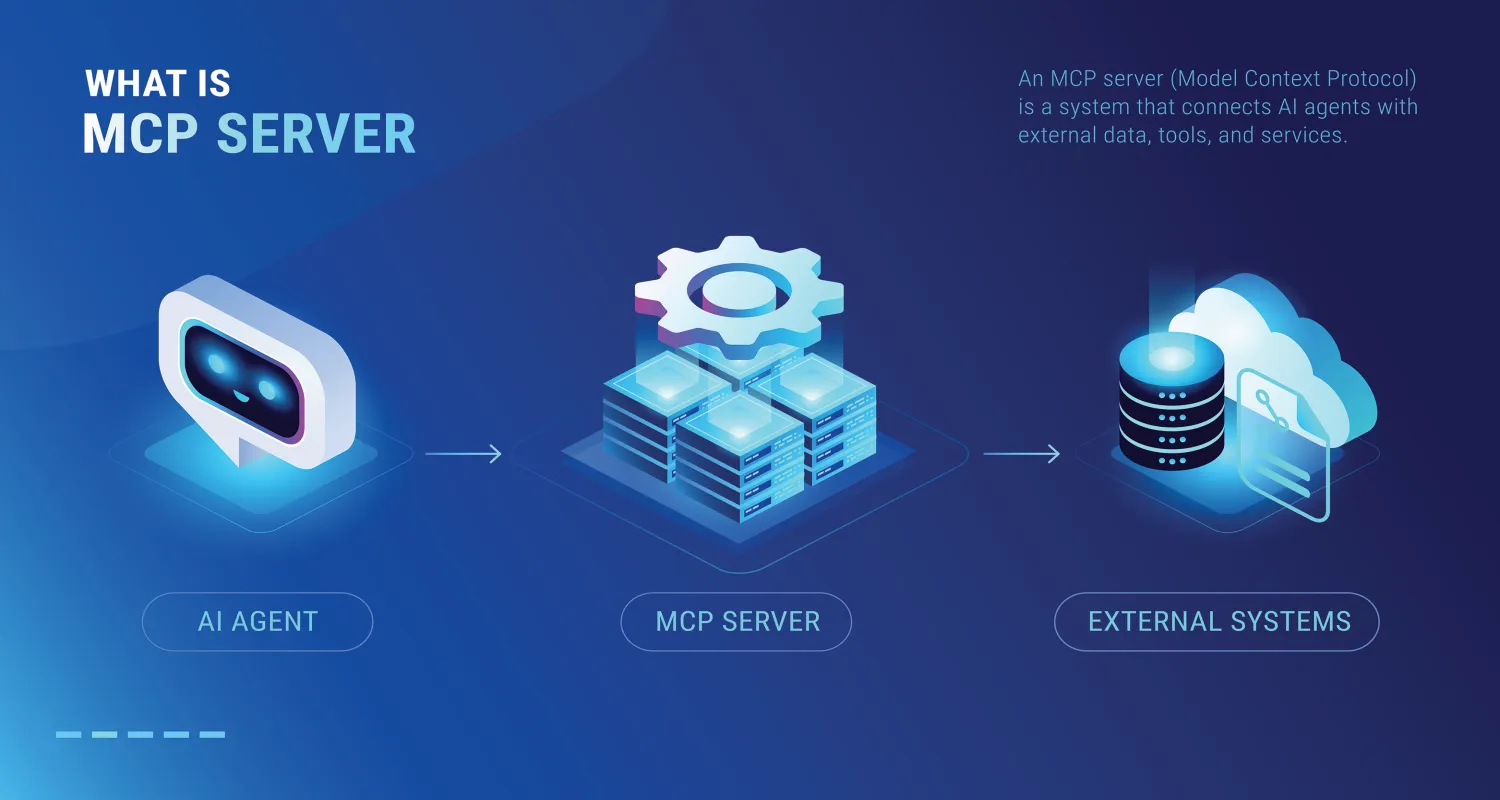 WHAT IS
MCP SERVER
An MCP server (Model Context Protocol)
is a system that connects AI agents with
external data, tools, and services.
AI AGENT
MCP SERVER
EXTERNAL SYSTEMS